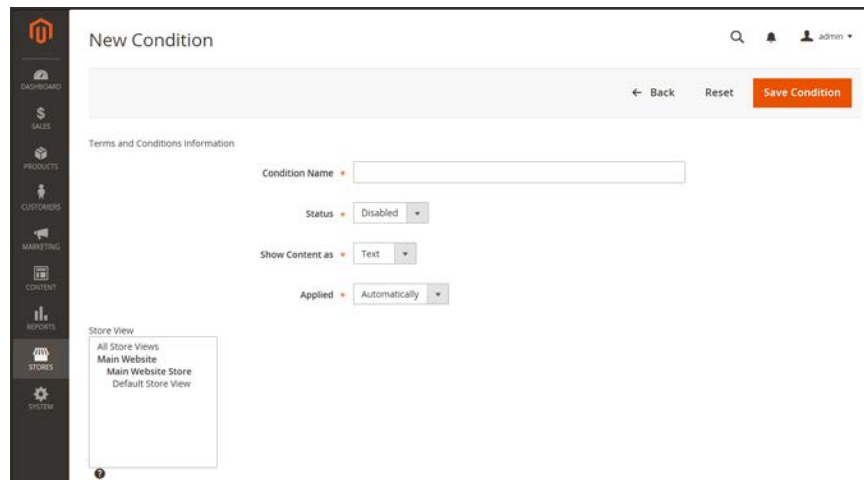 New Condition
admin
DASHBOARD
SALES
PRODUCTS
CUSTOMERS
MARKETING
CONTENT
REPORTS
STORES
SYSTEM
← Back Reset Save Condition
Terms and Conditions Information
Condition Name *
Status * Disabled
Show Content as * Text
Applied * Automatically
Store View
All Store Views
Main Website
Main Website Store
Default Store View
?